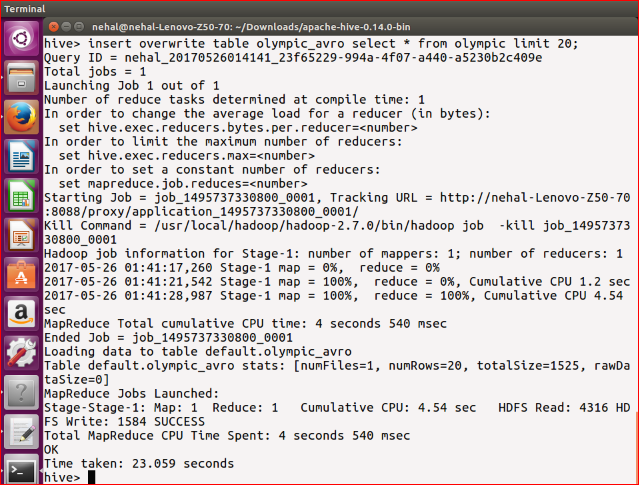 Terminal
nehal@nehal-Lenovo-Z50-70: ~/Downloads/apache-hive-0.14.0-bin
hive> insert overwrite table olympic_avro select * from olympic limit 20;
Query ID = nehal_20170526014141_23f65229-994a-4f07-a440-a5230b2c409e
Total jobs = 1
Launching Job 1 out of 1
Number of reduce tasks determined at compile time: 1
In order to change the average load for a reducer (in bytes):
  set hive.exec.reducers.bytes.per.reducer=<number>
In order to limit the maximum number of reducers:
  set hive.exec.reducers.max=<number>
In order to set a constant number of reducers:
  set mapreduce.job.reduces=<number>
Starting Job = job_1495737330800_0001, Tracking URL = http://nehal-Lenovo-Z50-70
:8088/proxy/application_1495737330800_0001/
Kill Command = /usr/local/hadoop/hadoop-2.7.0/bin/hadoop job  -kill job_14957373
30800_0001
Hadoop job information for Stage-1: number of mappers: 1; number of reducers: 1
2017-05-26 01:41:17,260 Stage-1 map = 0%,  reduce = 0%
2017-05-26 01:41:21,542 Stage-1 map = 100%,  reduce = 0%, Cumulative CPU 1.2 sec
2017-05-26 01:41:28,987 Stage-1 map = 100%,  reduce = 100%, Cumulative CPU 4.54
sec
MapReduce Total cumulative CPU time: 4 seconds 540 msec
Ended Job = job_1495737330800_0001
Loading data to table default.olympic_avro
Table default.olympic_avro stats: [numFiles=1, numRows=20, totalSize=1525, rawDa
taSize=0]
MapReduce Jobs Launched:
Stage-Stage-1: Map: 1  Reduce: 1   Cumulative CPU: 4.54 sec   HDFS Read: 4316 HD
FS Write: 1584 SUCCESS
Total MapReduce CPU Time Spent: 4 seconds 540 msec
OK
Time taken: 23.059 seconds
hive>